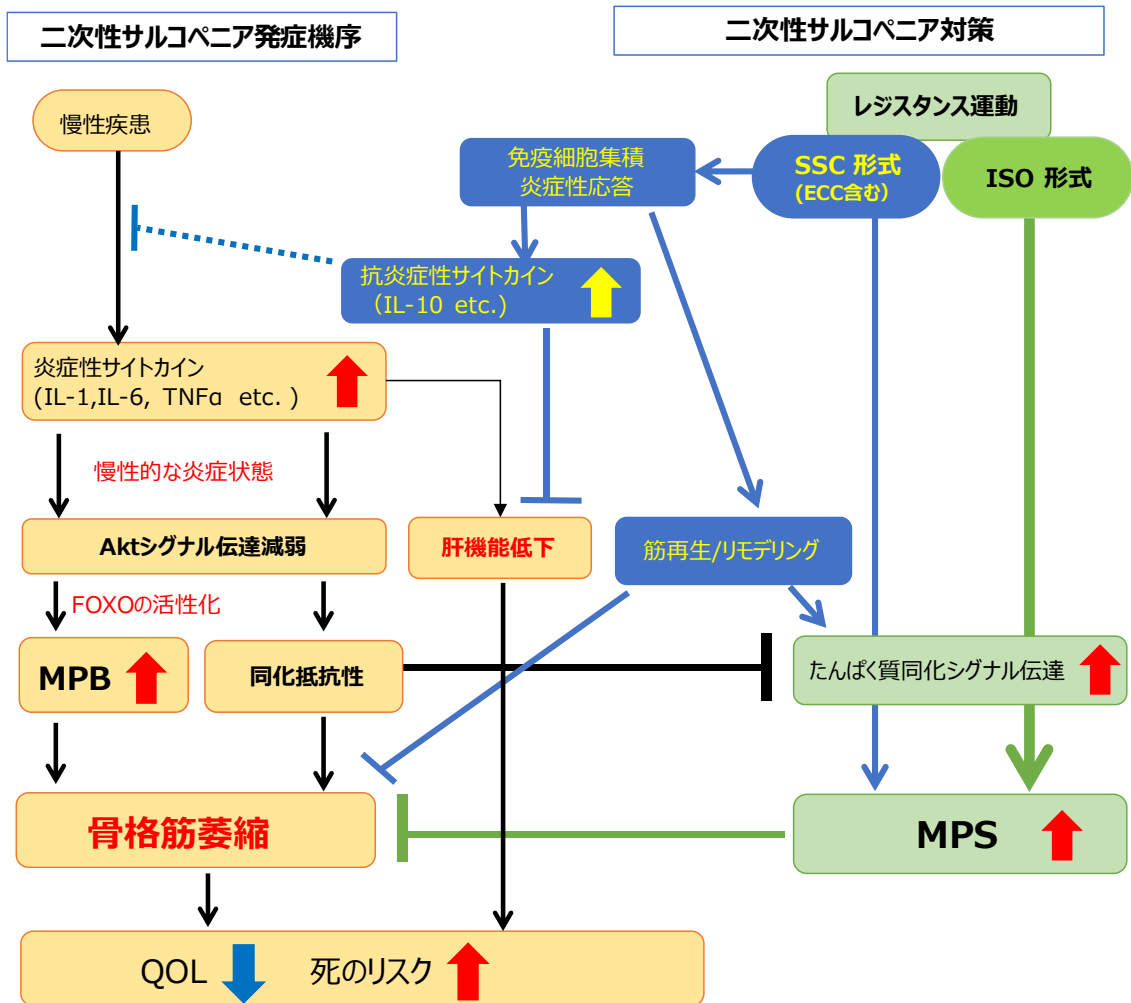 二次性サルコペニア発症機序
二次性サルコペニア対策
レジスタンス運動
慢性疾患
免疫細胞集積
炎症性応答
SSC 形式
(ECC含む）
ISO 形式
抗炎症性サイトカイン
（IL-10 etc.）
炎症性サイトカイン
(IL-1,IL-6, TNFα etc. )
慢性的な炎症状態
Aktシグナル伝達減弱
肝機能低下
筋再生/リモデリング
FOXOの活性化
MPB
同化抵抗性
たんぱく質同化シグナル伝達
骨格筋萎縮
MPS
QOL
死のリスク